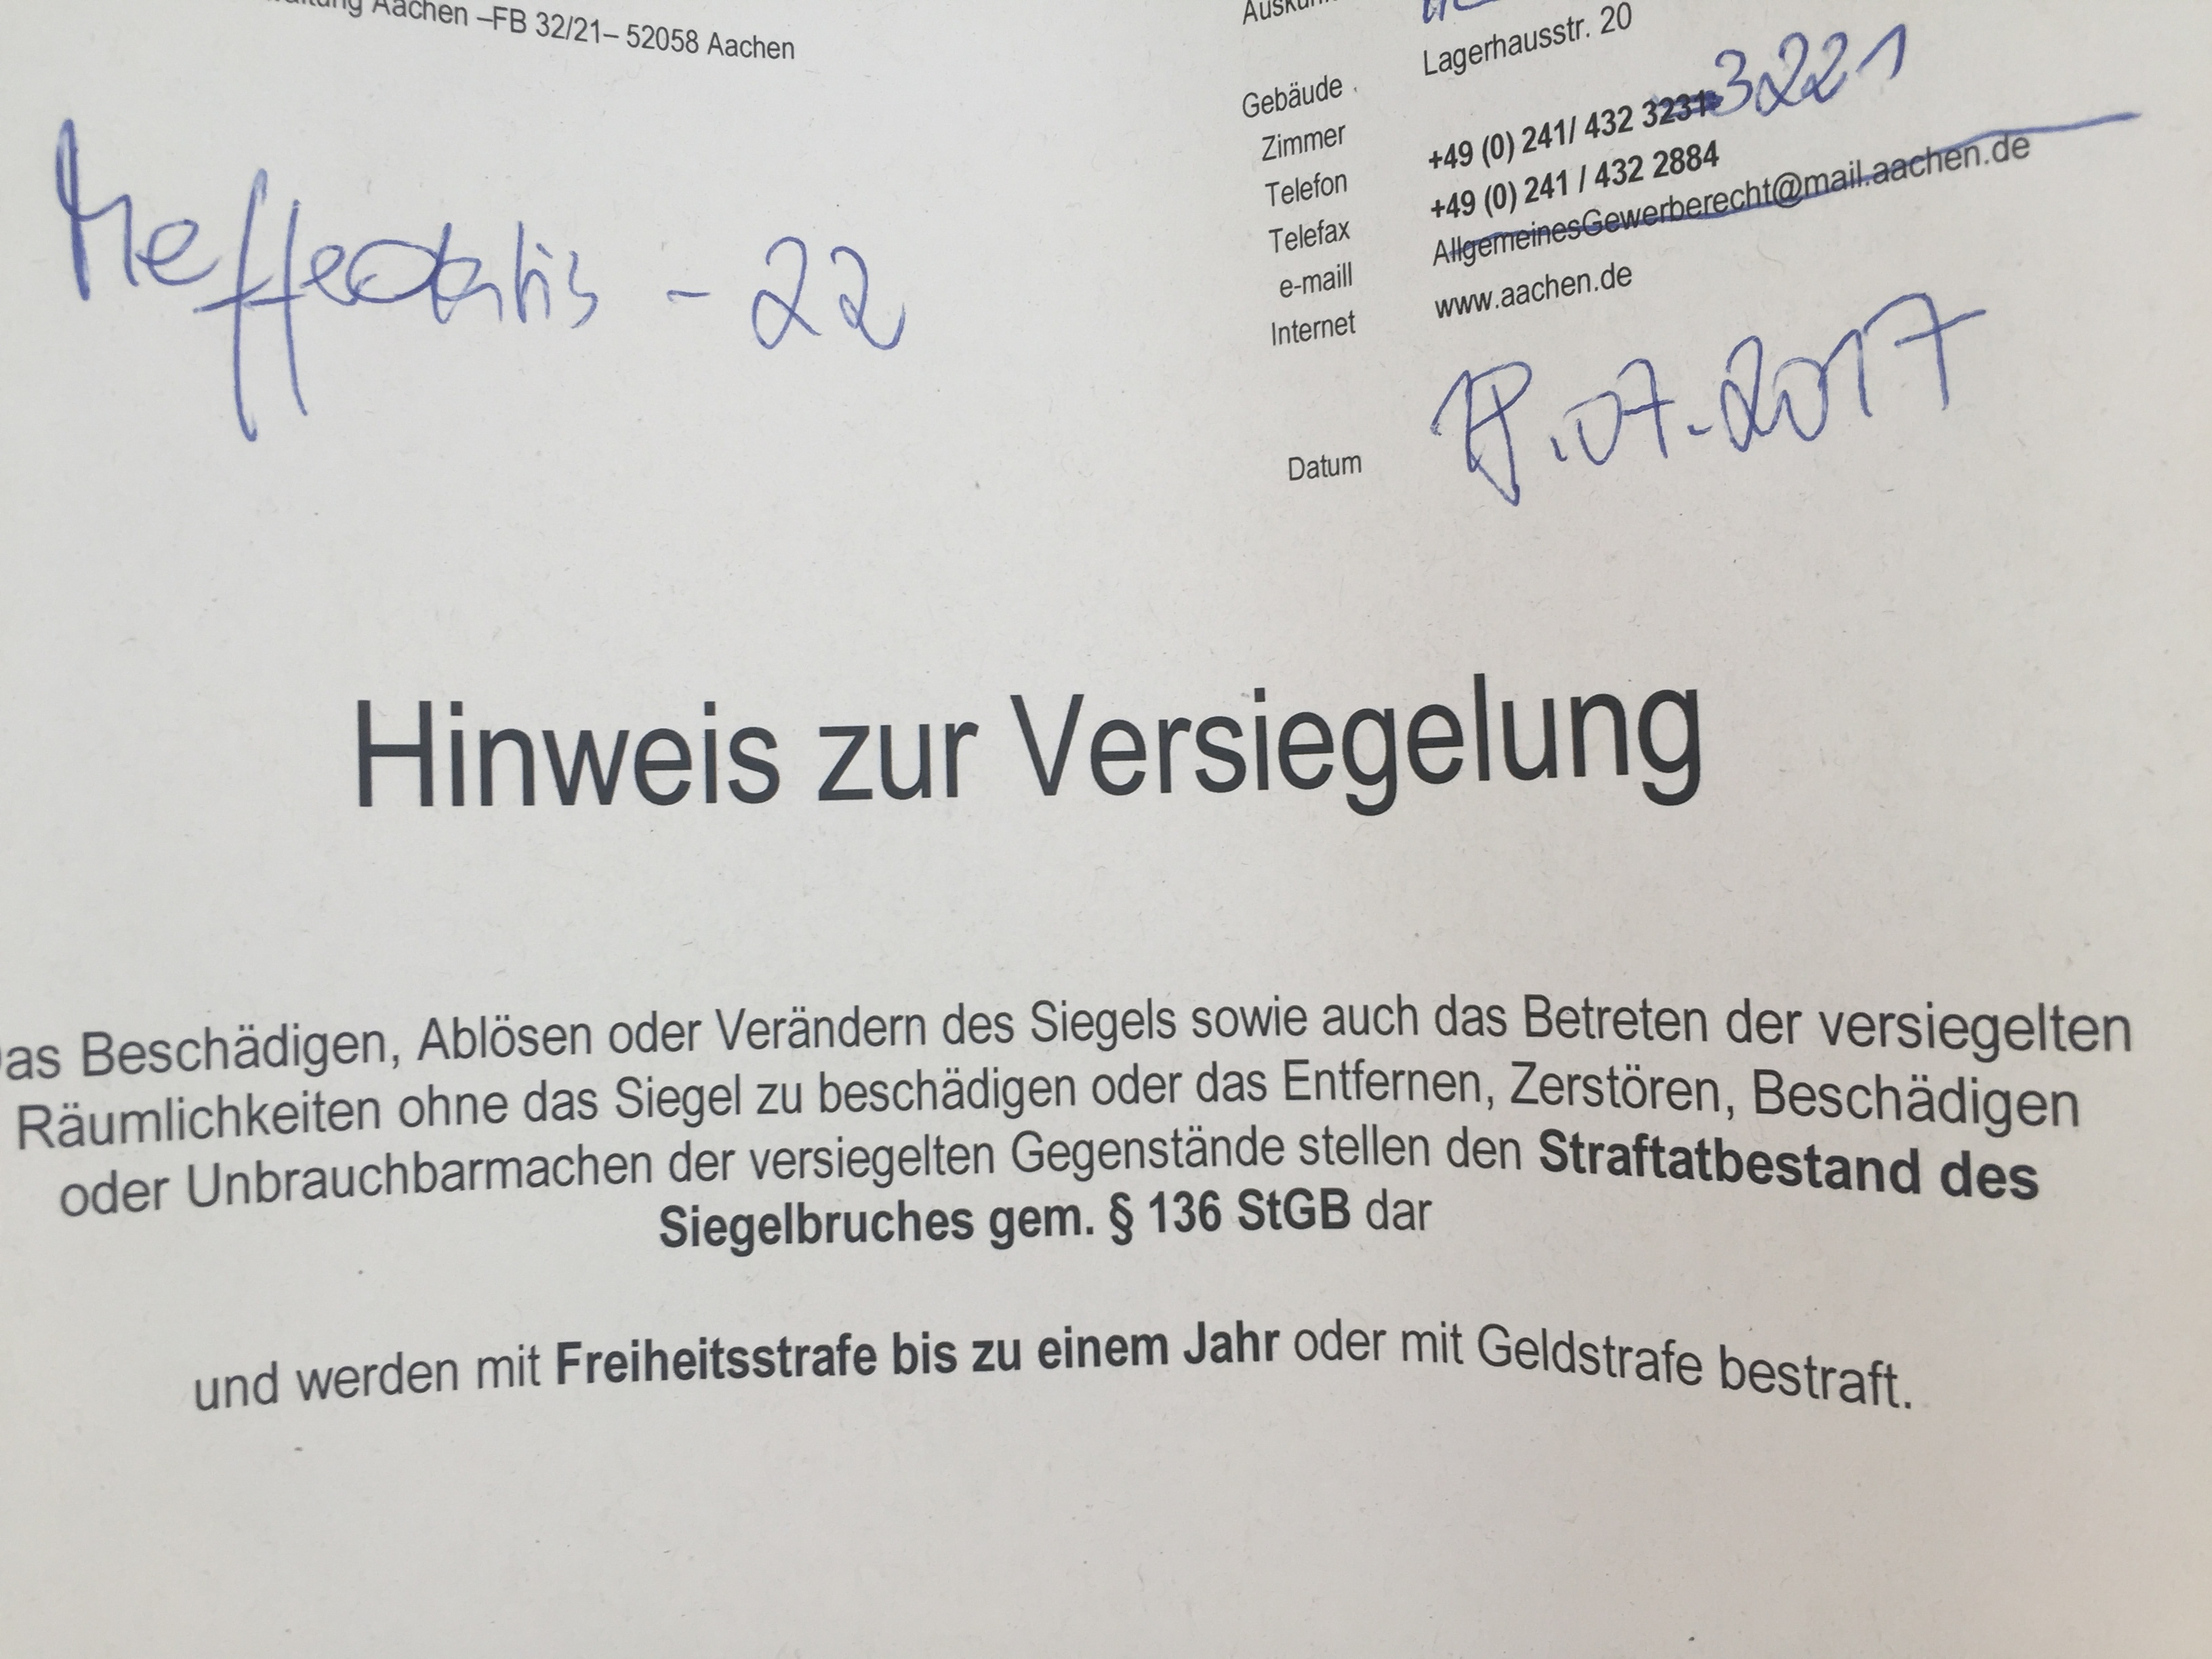 Aachen –FB 32/21– 52058 Aachen
Lagerhausstr. 20
Gebäude
Zimmer
Telefon +49 (0) 241/ 432 3231 3221
Telefax +49 (0) 241 / 432 2884
e-maill AllgemeinesGewerberecht@mail.aachen.de
Internet www.aachen.de
- 22
Datum .07.2017
Hinweis zur Versiegelung
as Beschädigen, Ablösen oder Verändern des Siegels sowie auch das Betreten der versiegelten
Räumlichkeiten ohne das Siegel zu beschädigen oder das Entfernen, Zerstören, Beschädigen
oder Unbrauchbarmachen der versiegelten Gegenstände stellen den Straftatbestand des
Siegelbruches gem. § 136 StGB dar
und werden mit Freiheitsstrafe bis zu einem Jahr oder mit Geldstrafe bestraft.